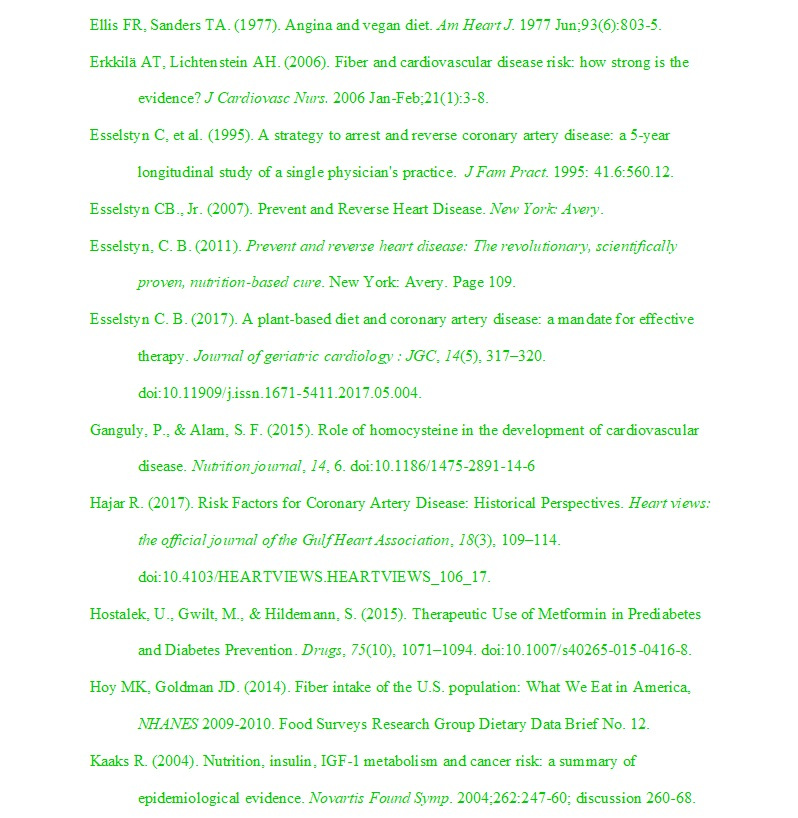 Ellis FR, Sanders TA. (1977). Angina and vegan diet. Am Heart J. 1977 Jun;93(6):803-5.
Erkkilä AT, Lichtenstein AH. (2006). Fiber and cardiovascular disease risk: how strong is the
evidence? J Cardiovasc Nurs. 2006 Jan-Feb;21(1):3-8.
Esselstyn C, et al. (1995). A strategy to arrest and reverse coronary artery disease: a 5-year
longitudinal study of a single physician's practice. J Fam Pract. 1995: 41.6:560.12.
Esselstyn CB., Jr. (2007). Prevent and Reverse Heart Disease. New York: Avery.
Esselstyn, C. B. (2011). Prevent and reverse heart disease: The revolutionary, scientifically
proven, nutrition-based cure. New York: Avery. Page 109.
Esselstyn C. B. (2017). A plant-based diet and coronary artery disease: a mandate for effective
therapy. Journal of geriatric cardiology : JGC, 14(5), 317–320.
doi:10.11909/j.issn.1671-5411.2017.05.004.
Ganguly, P., & Alam, S. F. (2015). Role of homocysteine in the development of cardiovascular
disease. Nutrition journal, 14, 6. doi:10.1186/1475-2891-14-6
Hajar R. (2017). Risk Factors for Coronary Artery Disease: Historical Perspectives. Heart views:
the official journal of the Gulf Heart Association, 18(3), 109–114.
doi:10.4103/HEARTVIEWS.HEARTVIEWS_106_17.
Hostalek, U., Gwilt, M., & Hildemann, S. (2015). Therapeutic Use of Metformin in Prediabetes
and Diabetes Prevention. Drugs, 75(10), 1071–1094. doi:10.1007/s40265-015-0416-8.
Hoy MK, Goldman JD. (2014). Fiber intake of the U.S. population: What We Eat in America,
NHANES 2009-2010. Food Surveys Research Group Dietary Data Brief No. 12.
Kaaks R. (2004). Nutrition, insulin, IGF-1 metabolism and cancer risk: a summary of
epidemiological evidence. Novartis Found Symp. 2004;262:247-60; discussion 260-68.